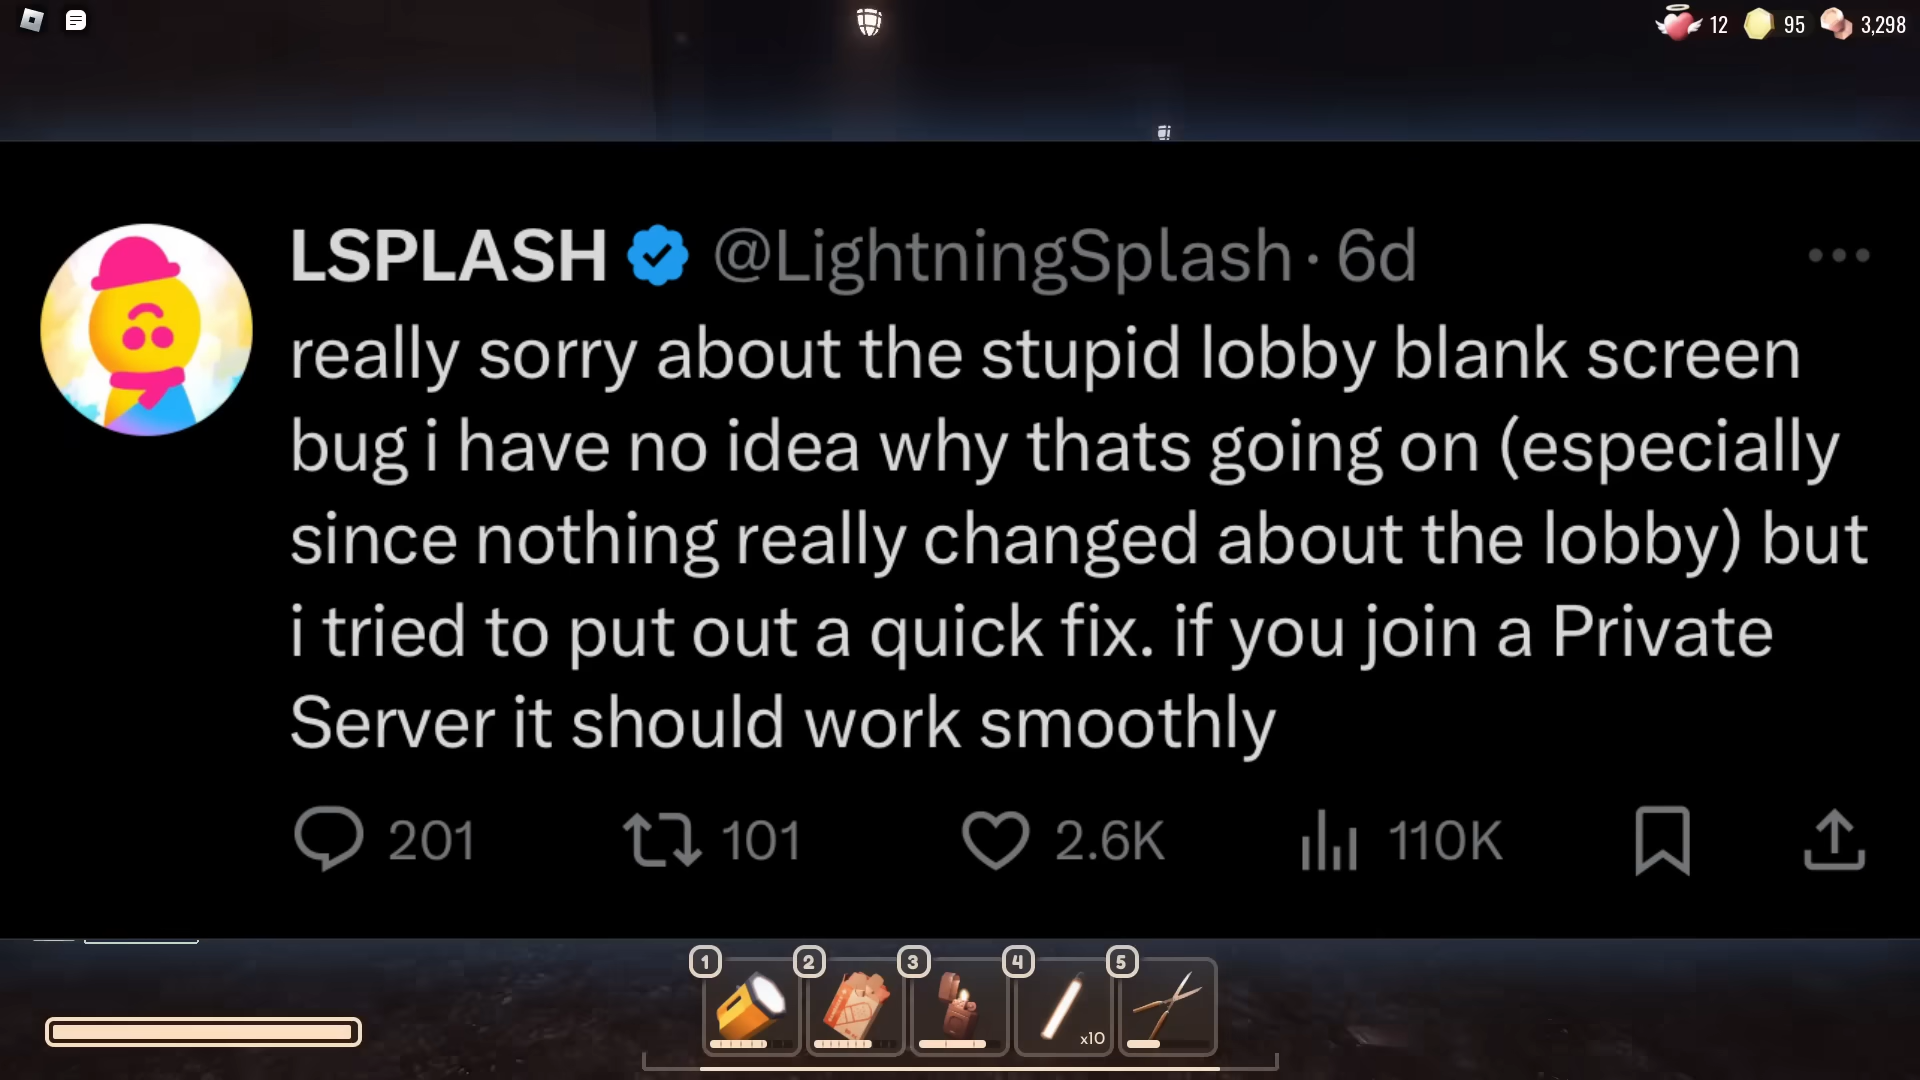 12 95 3,298
LSPLASH @LightningSplash · 6d
really sorry about the stupid lobby blank screen
bug i have no idea why thats going on (especially
since nothing really changed about the lobby) but
i tried to put out a quick fix. if you join a Private
Server it should work smoothly
201 101 2.6K 110K
1 2 3 4 5
x10